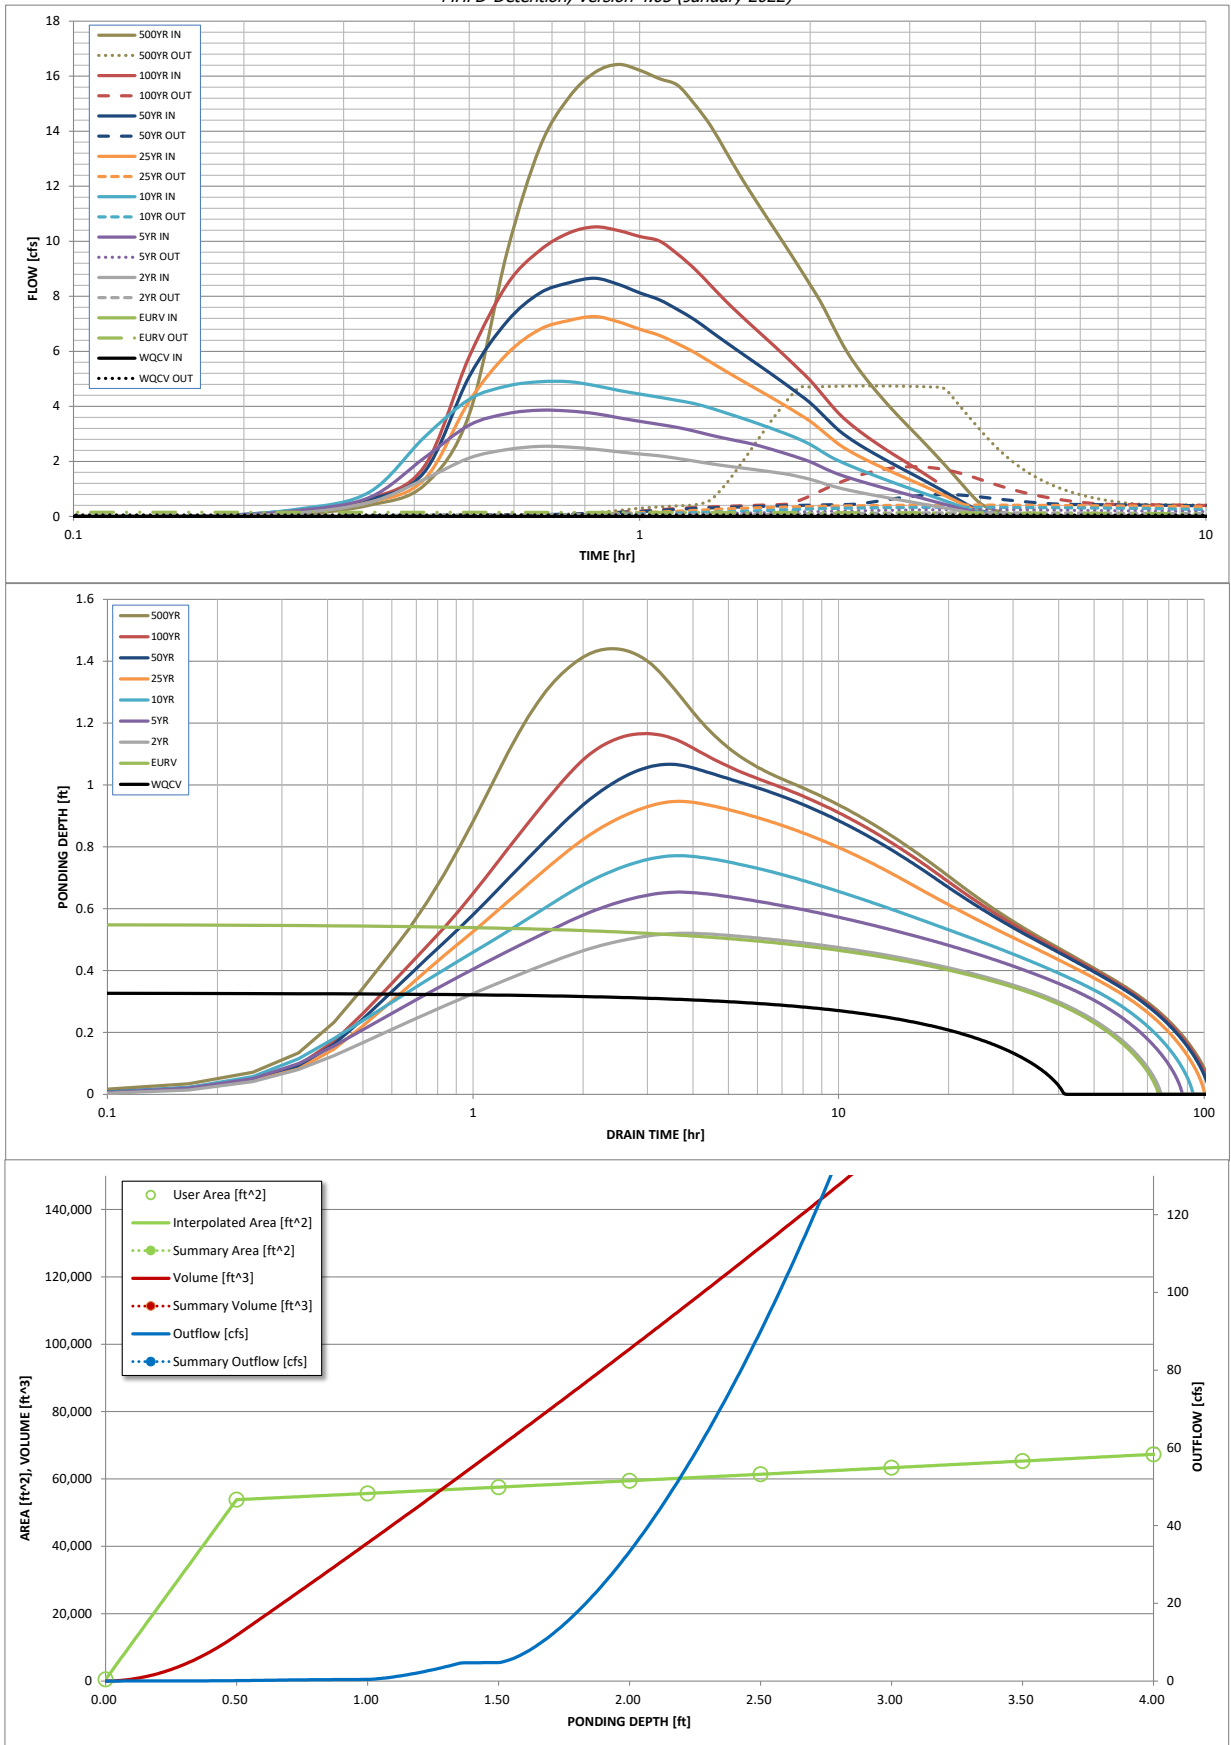 MHFD-Detention, Version 4.05 (January 2022)
18
16
14
12
10
8
6
4
2
0
FLOW [cfs]
500YR IN
500YR OUT
100YR IN
100YR OUT
50YR IN
50YR OUT
25YR IN
25YR OUT
10YR IN
10YR OUT
5YR IN
5YR OUT
2YR IN
2YR OUT
EURV IN
EURV OUT
WQCV IN
WQCV OUT
0.1 1 10
TIME [hr]
1.6
1.4
1.2
1
0.8
0.6
0.4
0.2
0
PONDING DEPTH [ft]
500YR
100YR
50YR
25YR
10YR
5YR
2YR
EURV
WQCV
0.1 1 10 100
DRAIN TIME [hr]
140,000
120,000
100,000
80,000
60,000
40,000
20,000
0
AREA [ft^2], VOLUME [ft^3]
User Area [ft^2]
Interpolated Area [ft^2]
Summary Area [ft^2]
Volume [ft^3]
Summary Volume [ft^3]
Outflow [cfs]
Summary Outflow [cfs]
120
100
80
60
40
20
0
OUTFLOW [cfs]
0.00 0.50 1.00 1.50 2.00 2.50 3.00 3.50 4.00
PONDING DEPTH [ft]